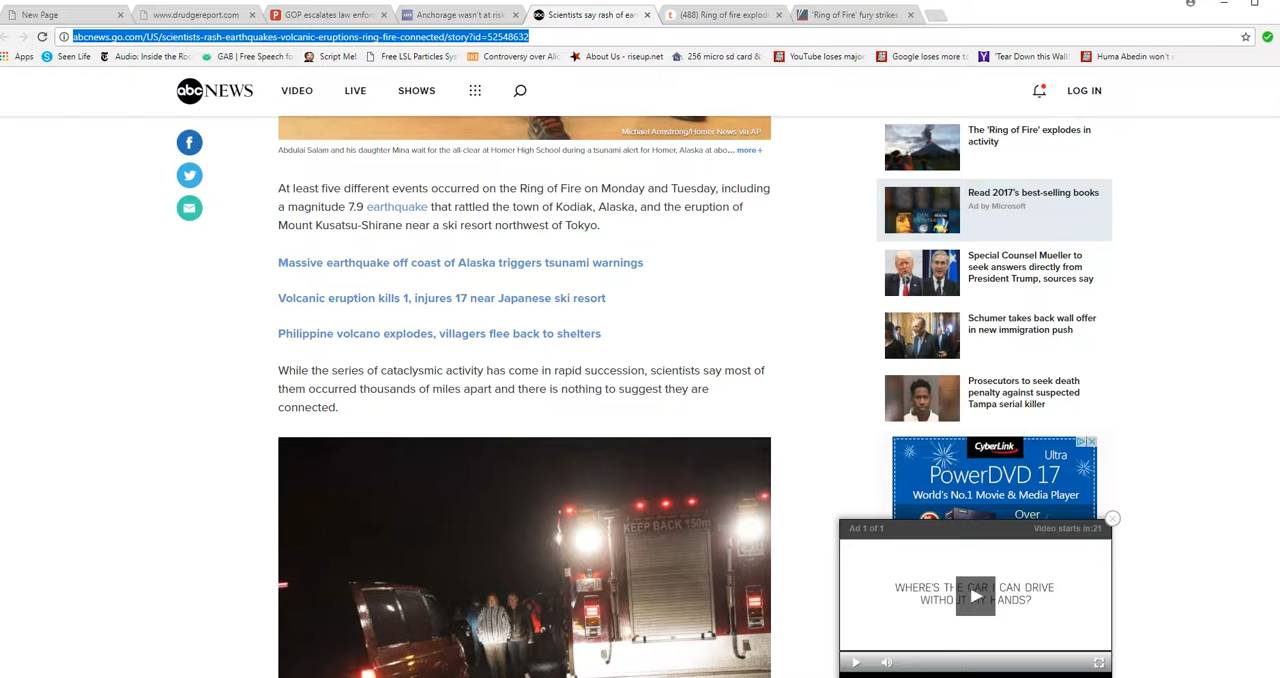 New Page
www.drudgereport.com
GOP escalates law enfor
Anchorage wasn't at risk
Scientists say rash of ear
(488) Ring of fire explod
'Ring of Fire' fury strikes
abcnews.go.com/US/scientists-rash-earthquakes-volcanic-eruptions-ring-fire-connected/story?id=52548632
Apps
Seen Life
Audio: Inside the Ro
GAB | Free Speech fo
Script Me!
Free LSL Particles Sys
Controversy over Ali
About Us - riseup.net
256 micro sd card &
YouTube loses major
Google loses more t
'Tear Down this Wall
Huma Abedin won't
abc NEWS
VIDEO
LIVE
SHOWS
LOG IN
Michael Armstrong/Homer News via AP
Abdulai Salam and his daughter Mina wait for the all-clear at Homer High School during a tsunami alert for Homer, Alaska at abo... more +
At least five different events occurred on the Ring of Fire on Monday and Tuesday, including
a magnitude 7.9 earthquake that rattled the town of Kodiak, Alaska, and the eruption of
Mount Kusatsu-Shirane near a ski resort northwest of Tokyo.
Massive earthquake off coast of Alaska triggers tsunami warnings
Volcanic eruption kills 1, injures 17 near Japanese ski resort
Philippine volcano explodes, villagers flee back to shelters
While the series of cataclysmic activity has come in rapid succession, scientists say most of
them occurred thousands of miles apart and there is nothing to suggest they are
connected.
KEEP BACK 150m
The 'Ring of Fire' explodes in
activity
Read 2017's best-selling books
Ad by Microsoft
Special Counsel Mueller to
seek answers directly from
President Trump, sources say
Schumer takes back wall offer
in new immigration push
Prosecutors to seek death
penalty against suspected
Tampa serial killer
CyberLink
Ultra
PowerDVD 17
World's No.1 Movie & Media Player
Over
Ad 1 of 1
Video starts in:21
WHERE'S THE CAR I CAN DRIVE
WITHOUT MY HANDS?